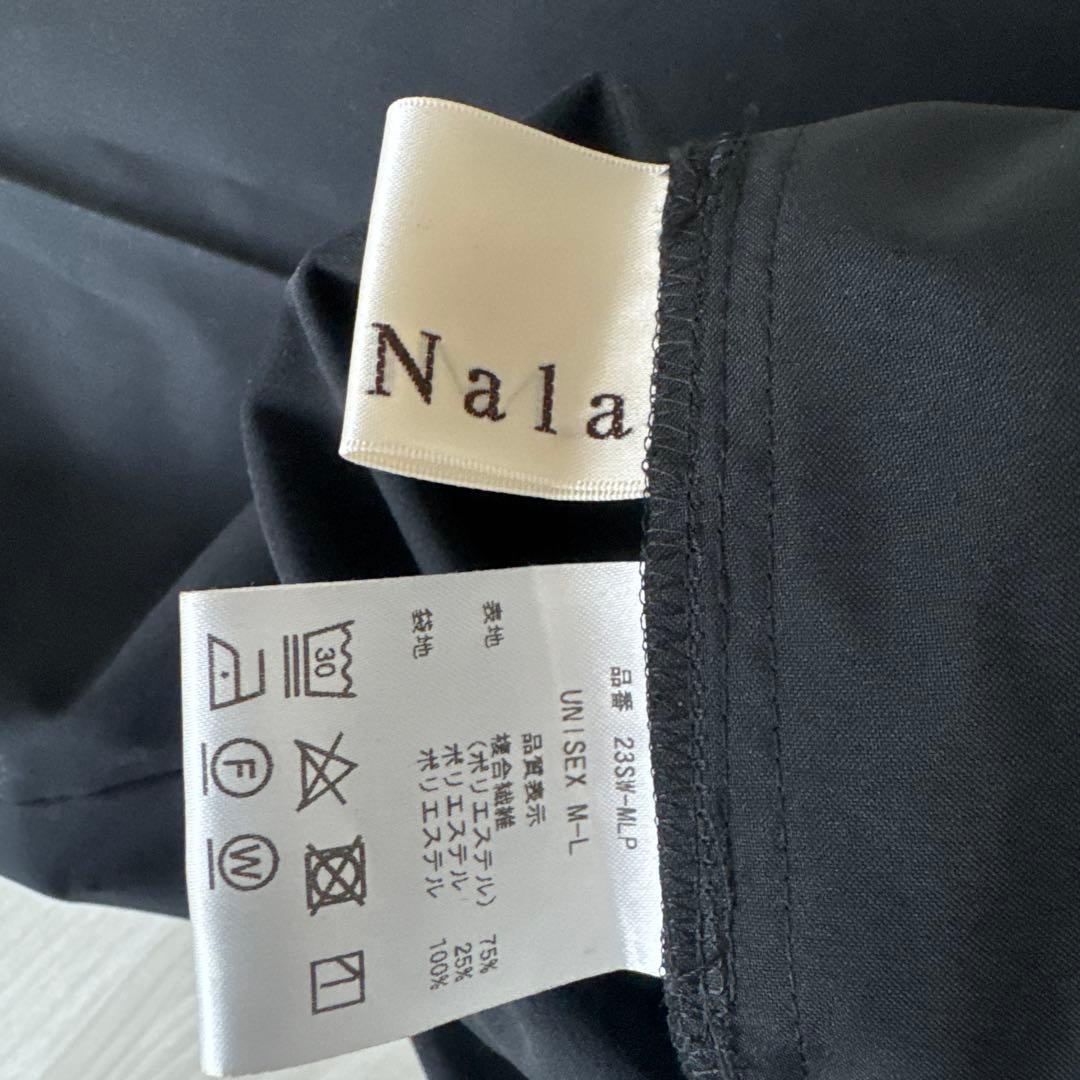 Nala
品番 23SW-MLP
UNISEX M-L
品質表示
表地 複合繊維
(ポリエステル) 75%
ポリエステル 25%
袋地 ポリエステル 100%
30
F
W